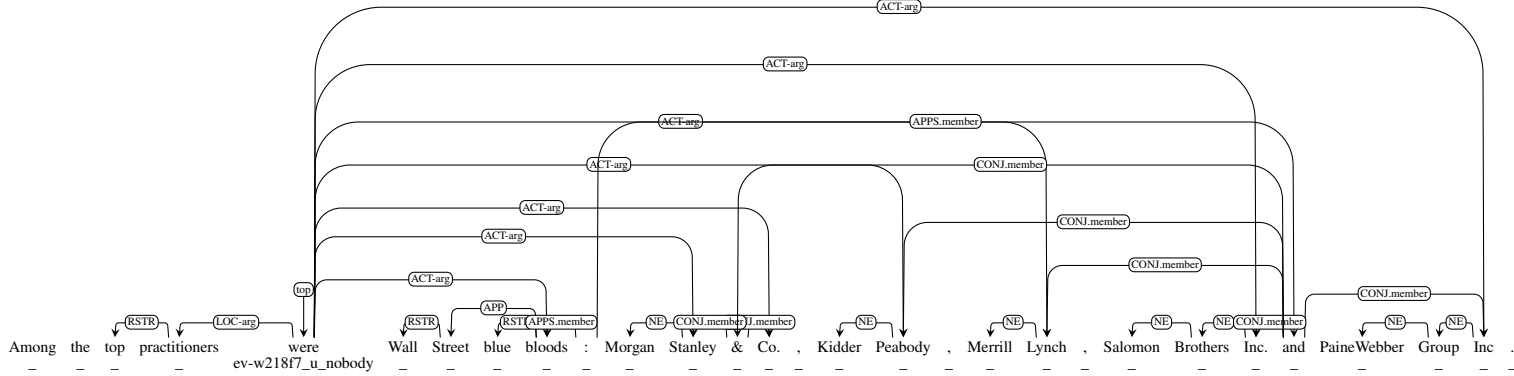 ACT-arg
ACT-arg
ACT-arg APPS.member
ACT-arg CONJ.member
ACT-arg
CONJ.member
ACT-arg
CONJ.member
ACT-arg
top
CONJ.member
APP
RSTR LOC-arg RSTR APPS.member NE CONJ.member NE NE NE NE CONJ.member NE NE
Among the top practitioners were Wall Street blue bloods : Morgan Stanley & Co. , Kidder Peabody , Merrill Lynch , Salomon Brothers Inc. and PaineWebber Group Inc .
_ _ _ _ ev-w218f7_u_nobody _ _ _ _ _ _ _ _ _ _ _ _ _ _ _ _ _ _ _ _ _ _ _ _